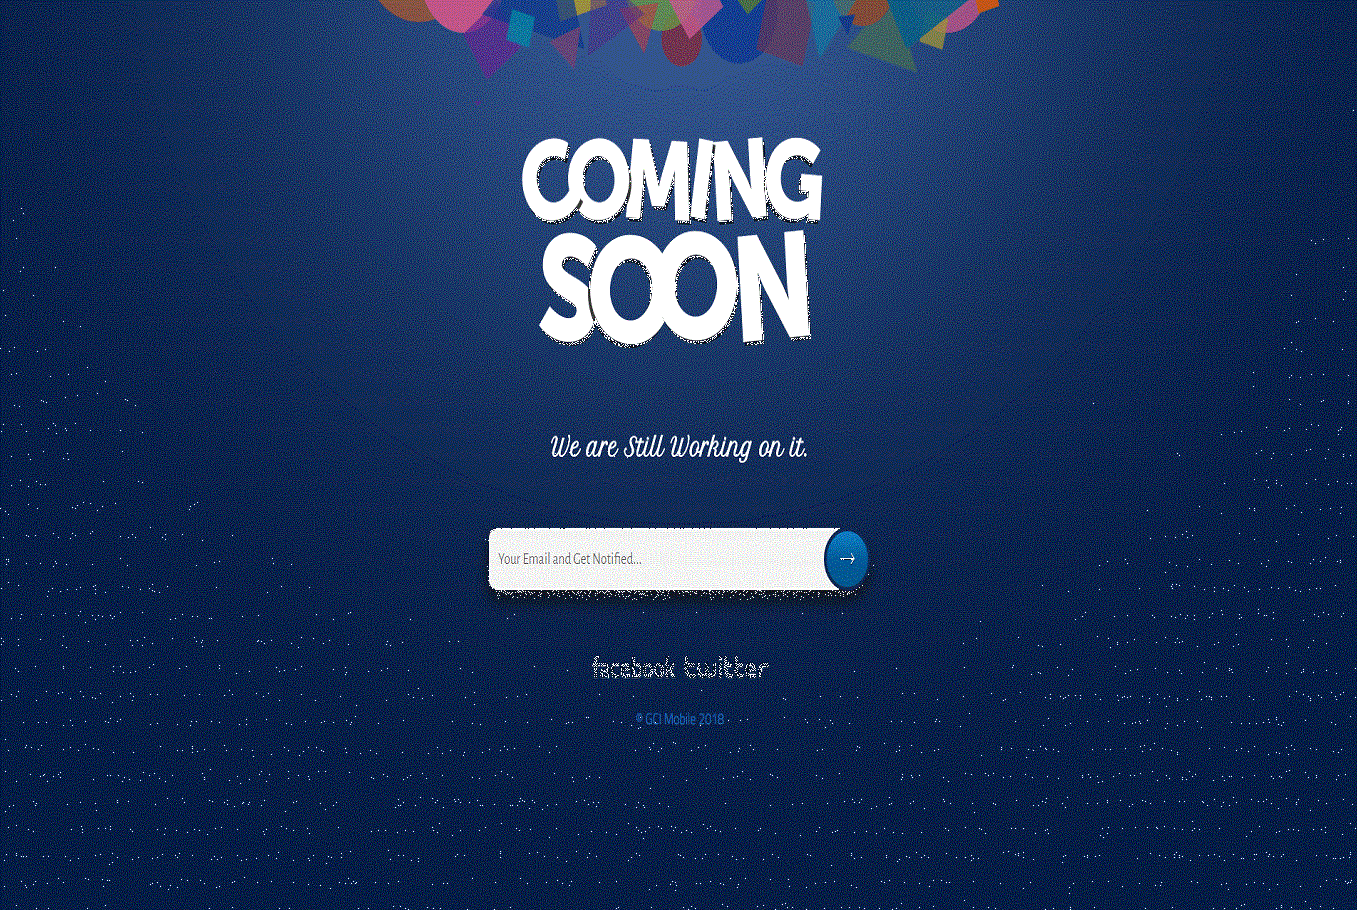 COMING
SOON
We are Still Working on it.
Your Email and Get Notified...
→
facebook twitter
© GCI Mobile 2018